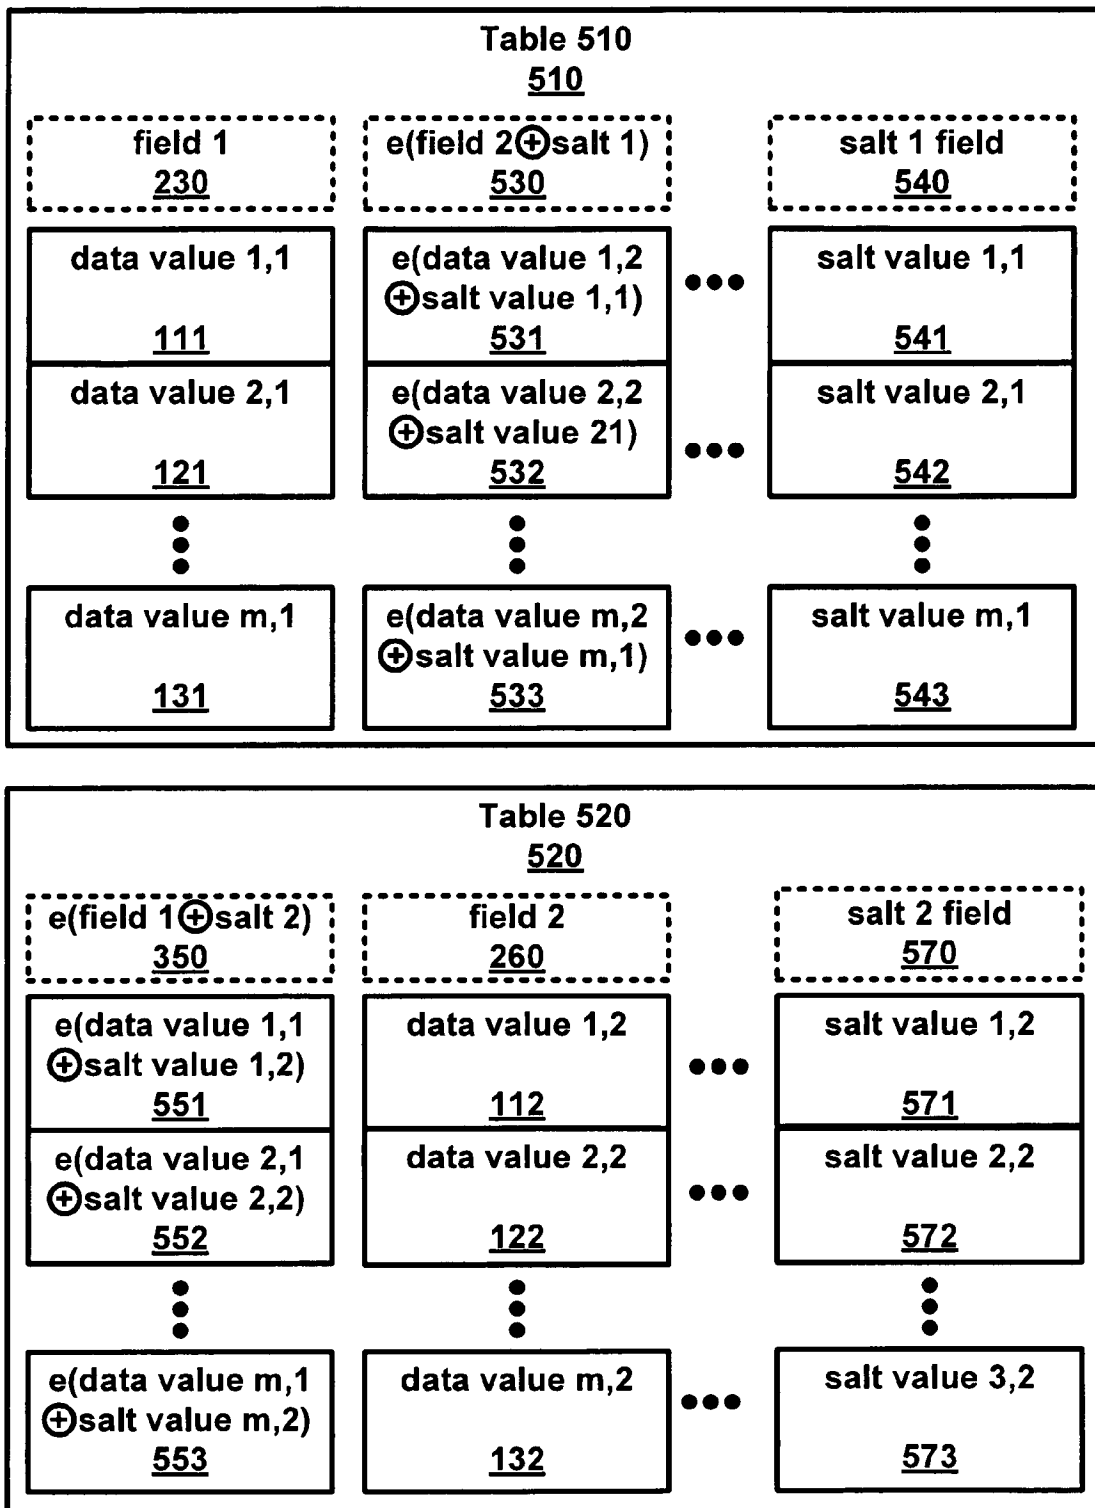 Table 510
510
field 1
230
e(field 2⊕salt 1)
530
salt 1 field
540
data value 1,1
111
e(data value 1,2
⊕salt value 1,1)
531
salt value 1,1
541
data value 2,1
121
e(data value 2,2
⊕salt value 21)
532
salt value 2,1
542
data value m,1
131
e(data value m,2
⊕salt value m,1)
533
salt value m,1
543
Table 520
520
e(field 1⊕salt 2)
350
field 2
260
salt 2 field
570
e(data value 1,1
⊕salt value 1,2)
551
data value 1,2
112
salt value 1,2
571
e(data value 2,1
⊕salt value 2,2)
552
data value 2,2
122
salt value 2,2
572
e(data value m,1
⊕salt value m,2)
553
data value m,2
132
salt value 3,2
573